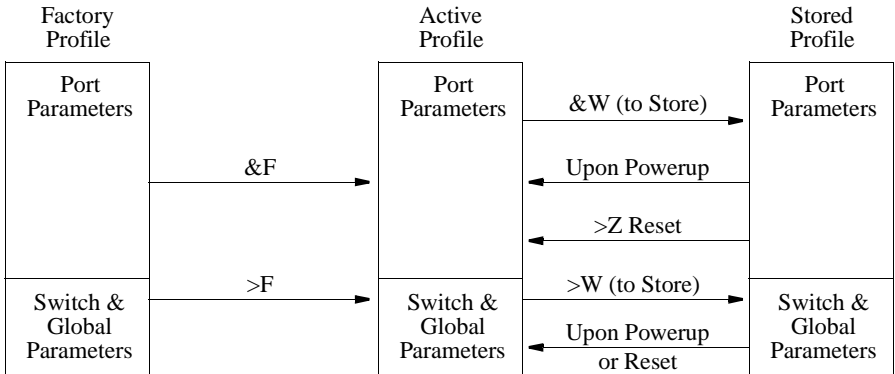 Factory
Profile
Active
Profile
Stored
Profile
Port
Parameters
Port
Parameters
Port
Parameters
&W (to Store)
&F
Upon Powerup
>Z Reset
>F
>W (to Store)
Switch &
Global
Parameters
Switch &
Global
Parameters
Switch &
Global
Parameters
Upon Powerup
or Reset